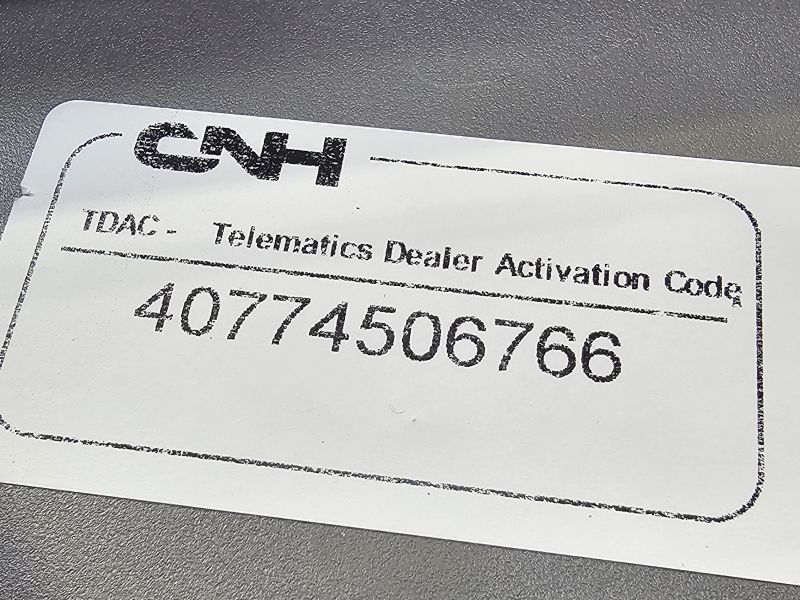 CNH
TDAC - Telematics Dealer Activation Code
40774506766